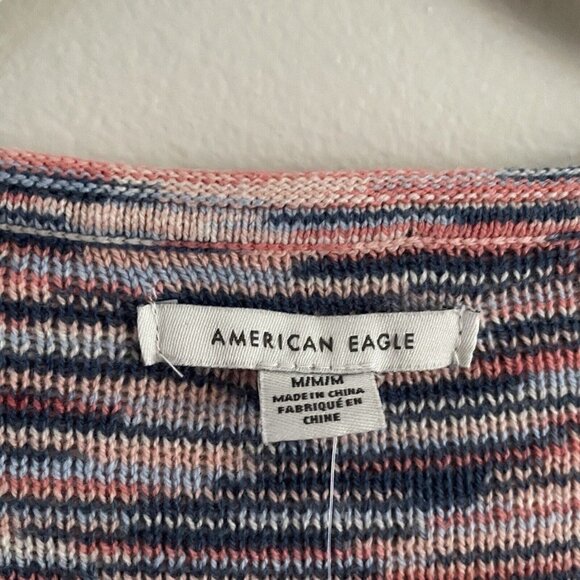 AMERICAN EAGLE
M/M/M
MADE IN CHINA
FABRIQUÉ EN
CHINE